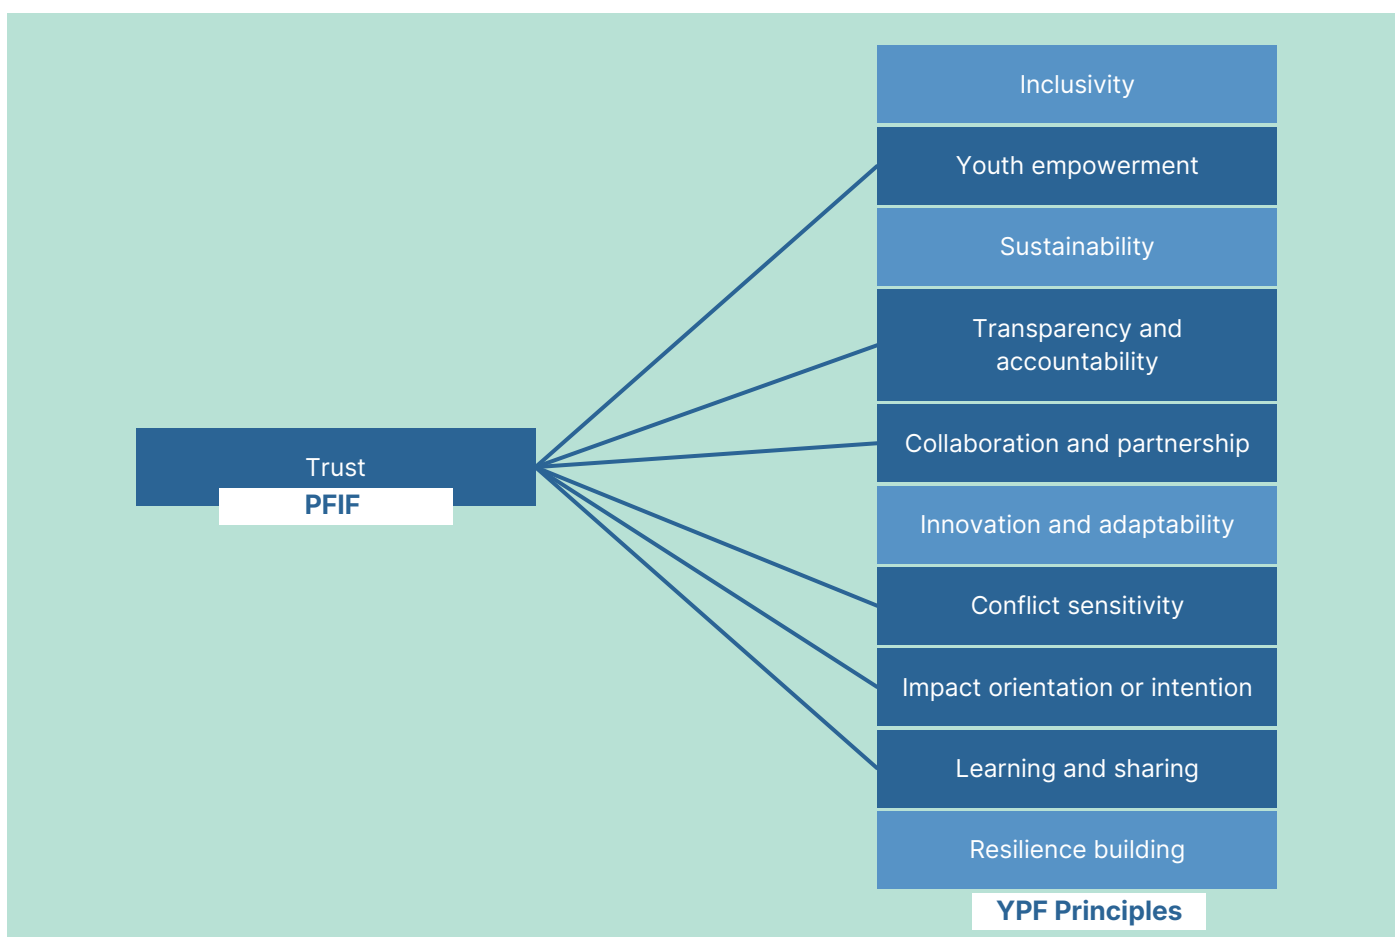 Trust
PFIF
Inclusivity
Youth empowerment
Sustainability
Transparency and
accountability
Collaboration and partnership
Innovation and adaptability
Conflict sensitivity
Impact orientation or intention
Learning and sharing
Resilience building
YPF Principles